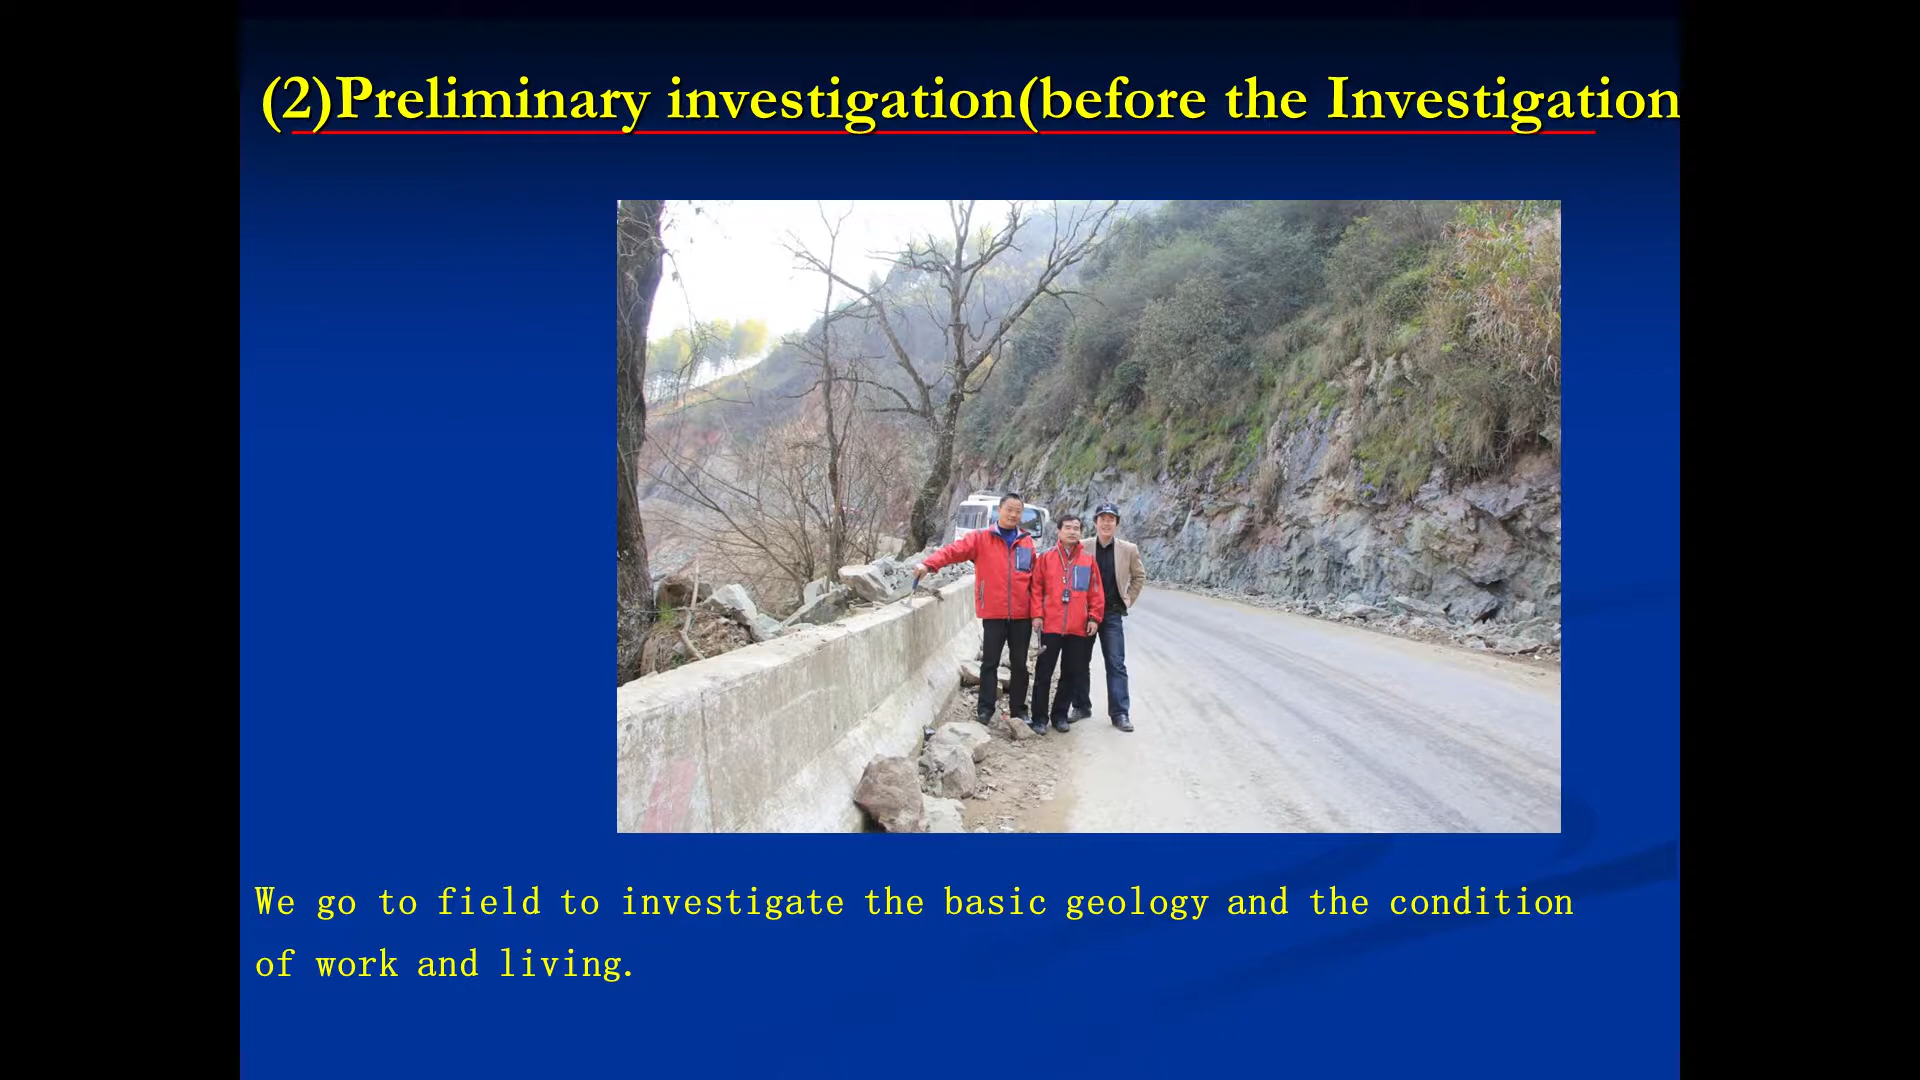 (2)Preliminary investigation(before the Investigation
We go to field to investigate the basic geology and the condition
of work and living.